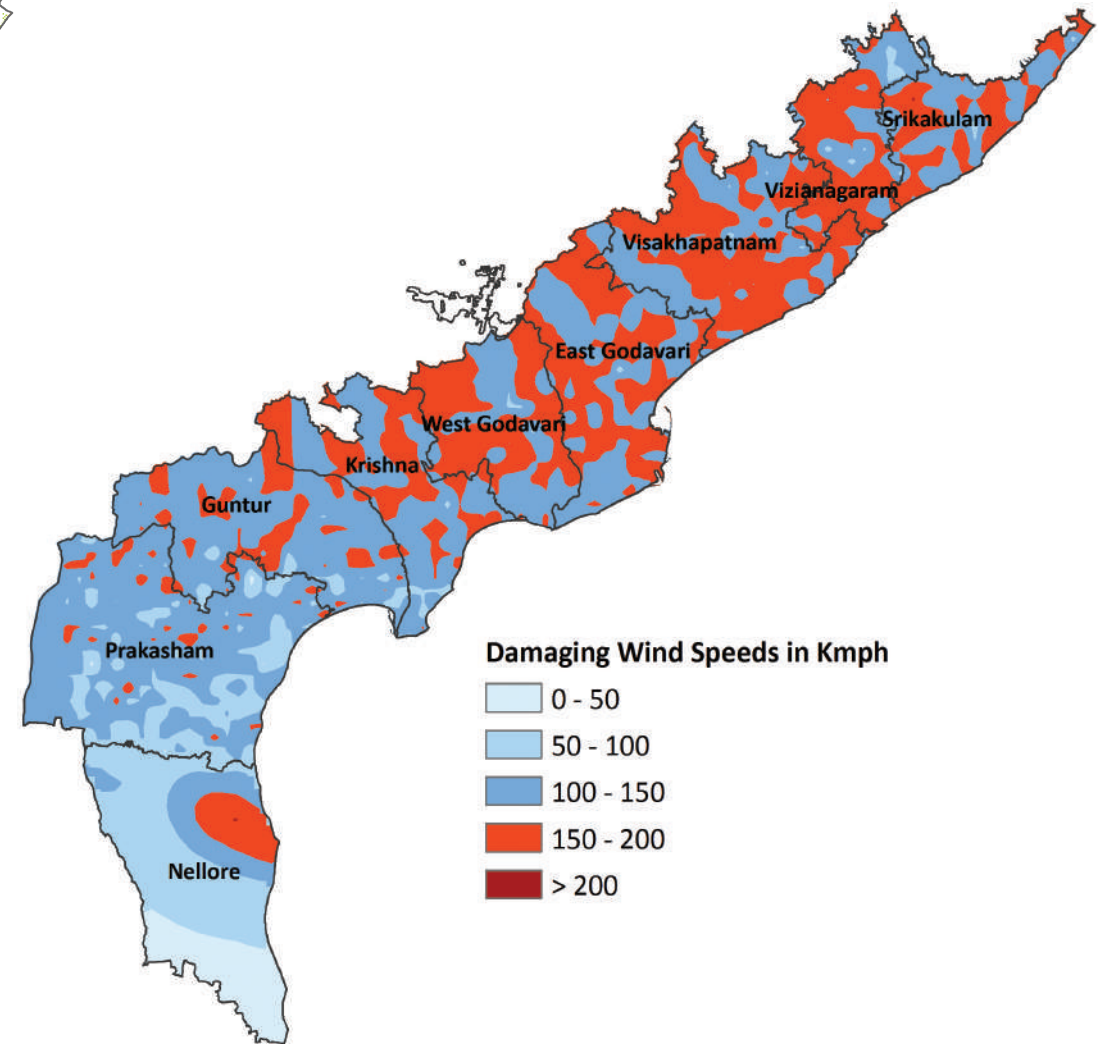 Srikakulam
Vizianagaram
Visakhapatnam
East Godavari
West Godavari
Krishna
Guntur
Prakasham
Nellore
Damaging Wind Speeds in Kmph
0 - 50
50 - 100
100 - 150
150 - 200
> 200